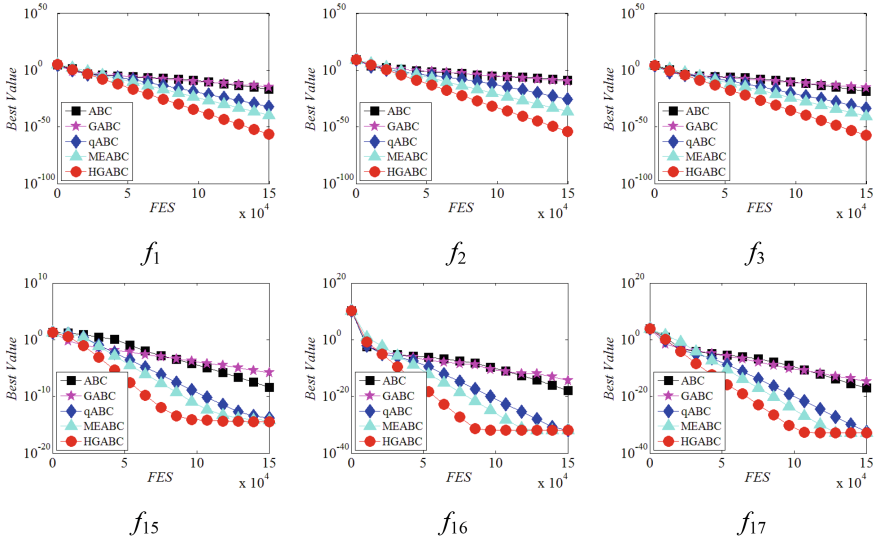 10^50
10^0
10^-50
10^-100
Best Value
ABC
GABC
qABC
MEABC
HGABC
0 5 10 15
FES
x 10^4
f1
10^50
10^0
10^-50
10^-100
Best Value
ABC
GABC
qABC
MEABC
HGABC
0 5 10 15
FES
x 10^4
f2
10^50
10^0
10^-50
10^-100
Best Value
ABC
GABC
qABC
MEABC
HGABC
0 5 10 15
FES
x 10^4
f3
10^10
10^0
10^-10
10^-20
Best Value
ABC
GABC
qABC
MEABC
HGABC
0 5 10 15
FES
x 10^4
f15
10^20
10^0
10^-20
10^-40
Best Value
ABC
GABC
qABC
MEABC
HGABC
0 5 10 15
FES
x 10^4
f16
10^20
10^0
10^-20
10^-40
Best Value
ABC
GABC
qABC
MEABC
HGABC
0 5 10 15
FES
x 10^4
f17